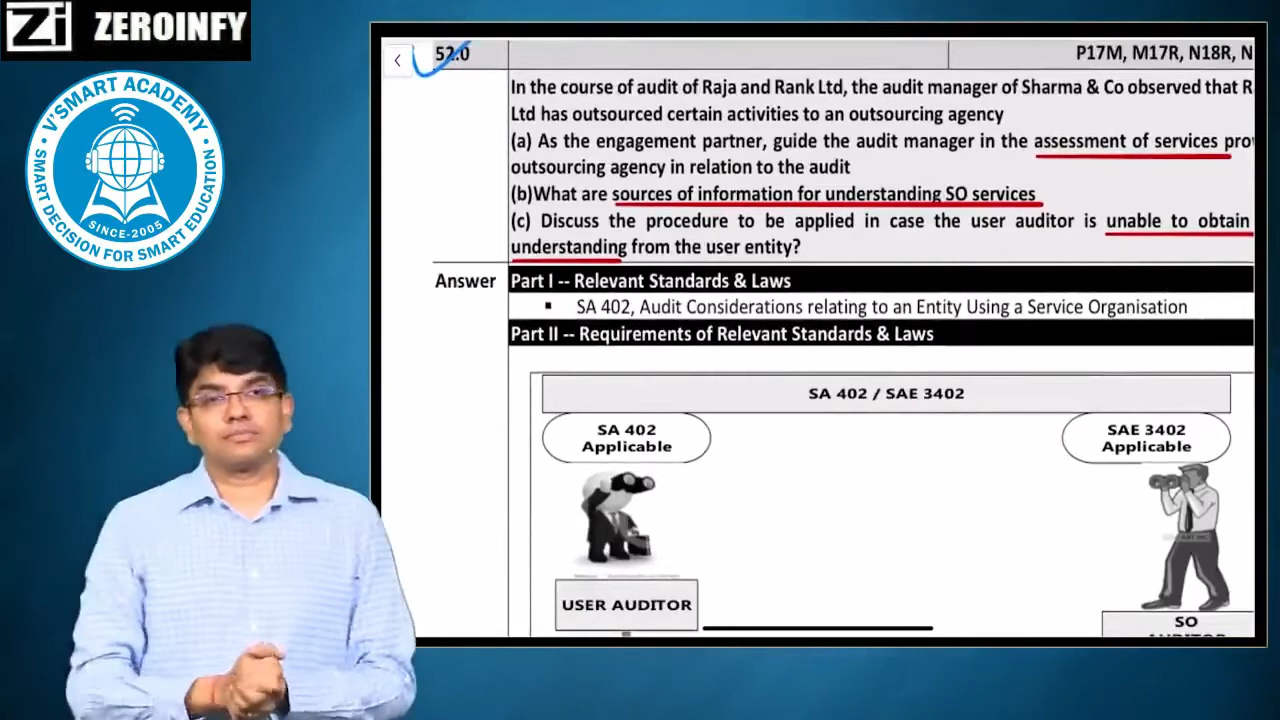 Zi ZEROINFY
V'SMART ACADEMY
SMART DECISION FOR SMART EDUCATION
SINCE-2005
52.0 P17M, M17R, N18R, N
In the course of audit of Raja and Rank Ltd, the audit manager of Sharma & Co observed that R
Ltd has outsourced certain activities to an outsourcing agency
(a) As the engagement partner, guide the audit manager in the assessment of services pro
outsourcing agency in relation to the audit
(b)What are sources of information for understanding SO services
(c) Discuss the procedure to be applied in case the user auditor is unable to obtain
understanding from the user entity?
Answer Part I -- Relevant Standards & Laws
▪ SA 402, Audit Considerations relating to an Entity Using a Service Organisation
Part II -- Requirements of Relevant Standards & Laws
SA 402 / SAE 3402
SA 402
Applicable
SAE 3402
Applicable
USER AUDITOR
SO